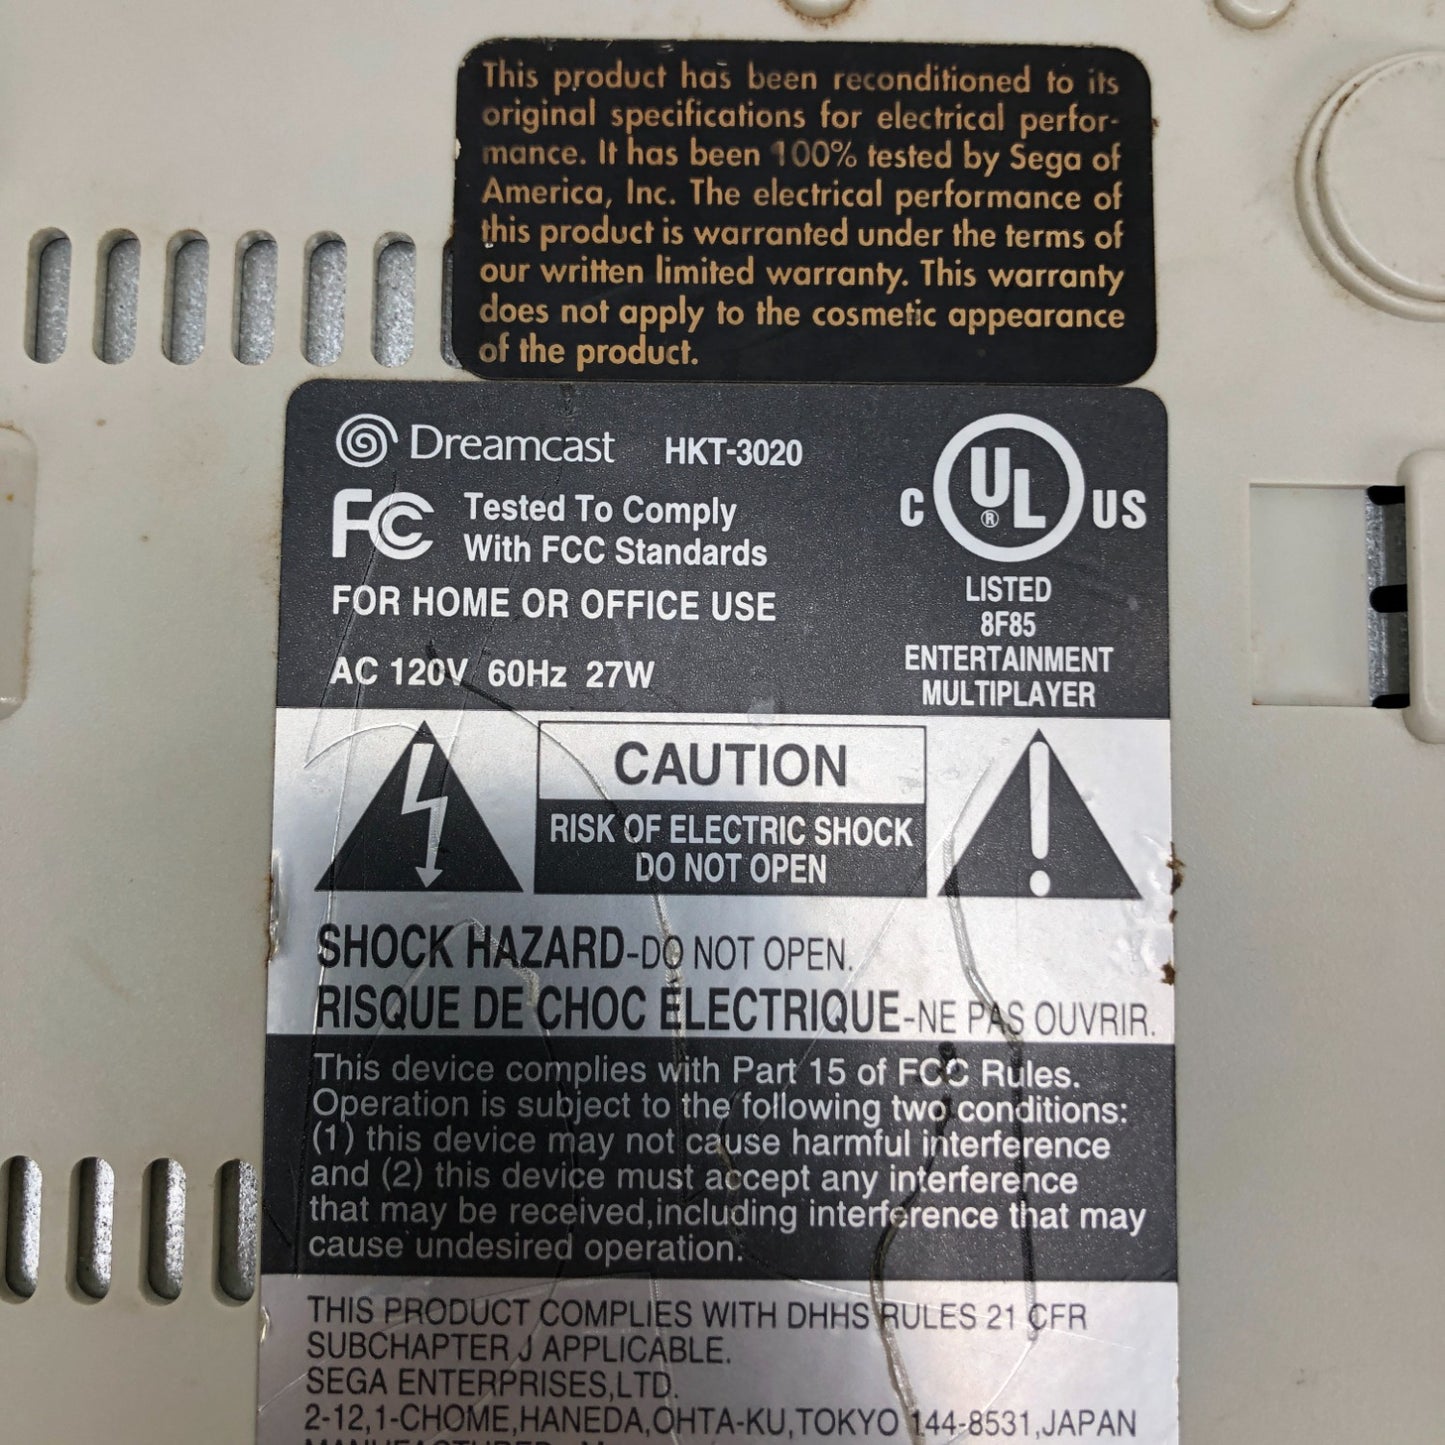 This product has been reconditioned to its
original specifications for electrical perfor-
mance. It has been 100% tested by Sega of
America, Inc. The electrical performance of
this product is warranted under the terms of
our written limited warranty. This warranty
does not apply to the cosmetic appearance
of the product.
Dreamcast HKT-3020
FC Tested To Comply
With FCC Standards
FOR HOME OR OFFICE USE
AC 120V 60Hz 27W
C UL® US
LISTED
8F85
ENTERTAINMENT
MULTIPLAYER
CAUTION
RISK OF ELECTRIC SHOCK
DO NOT OPEN
SHOCK HAZARD-DO NOT OPEN.
RISQUE DE CHOC ÉLECTRIQUE-NE PAS OUVRIR.
This device complies with Part 15 of FCC Rules.
Operation is subject to the following two conditions:
(1) this device may not cause harmful interference
and (2) this device must accept any interference
that may be received,including interference that may
cause undesired operation.
THIS PRODUCT COMPLIES WITH DHHS RULES 21 CFR
SUBCHAPTER J APPLICABLE.
SEGA ENTERPRISES,LTD.
2-12,1-CHOME,HANEDA,OHTA-KU,TOKYO 144-8531,JAPAN